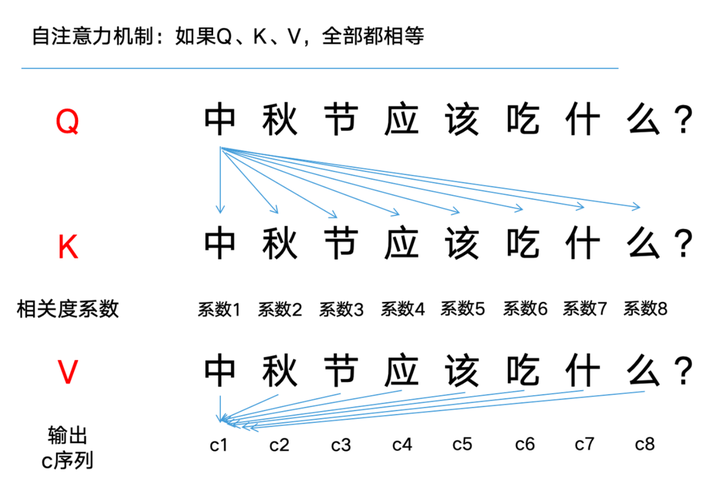 自注意力机制：如果Q、K、V，全部都相等
Q 中秋节应该吃什么？
K 中秋节应该吃什么？
相关度系数 系数1 系数2 系数3 系数4 系数5 系数6 系数7 系数8
V 中秋节应该吃什么？
输出
c序列 c1 c2 c3 c4 c5 c6 c7 c8